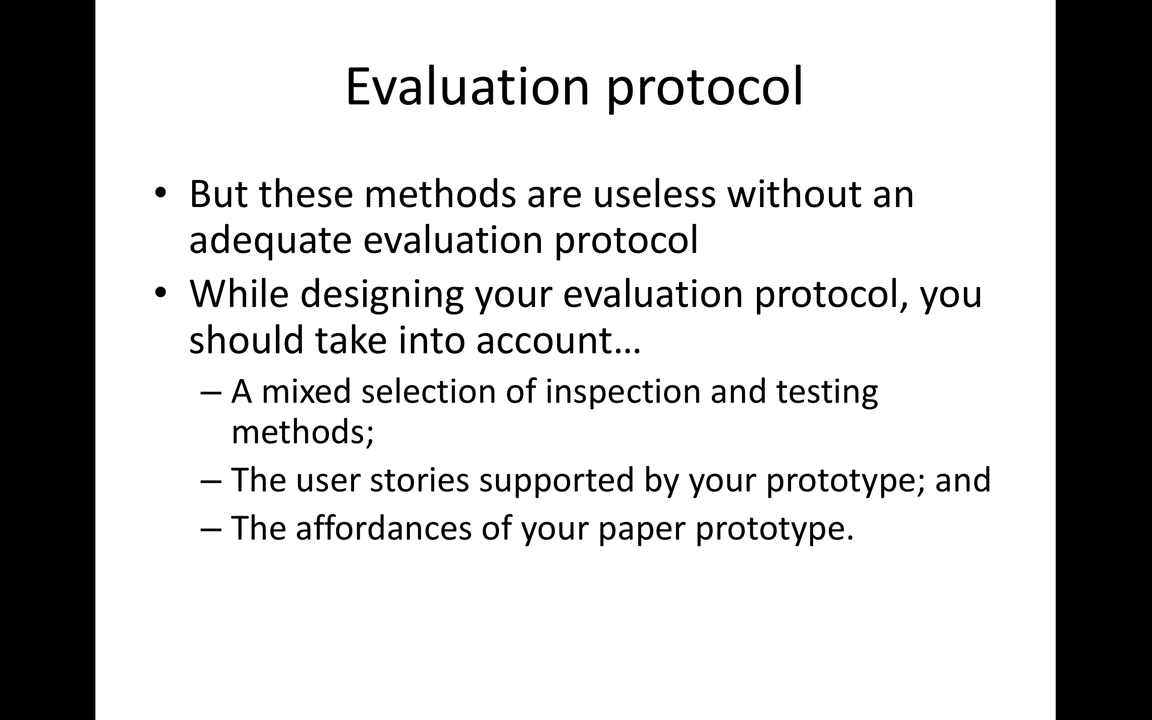 Evaluation protocol
• But these methods are useless without an
adequate evaluation protocol
• While designing your evaluation protocol, you
should take into account…
– A mixed selection of inspection and testing
methods;
– The user stories supported by your prototype; and
– The affordances of your paper prototype.